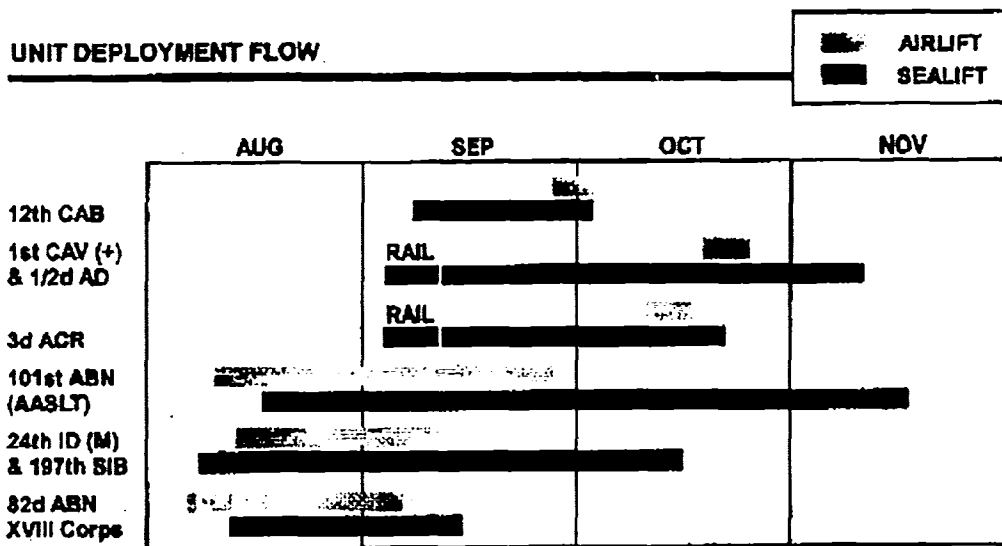 UNIT DEPLOYMENT FLOW
AIRLIFT
SEALIFT
AUG SEP OCT NOV
12th CAB
1st CAV (+)
& 1/2d AD
RAIL
3d ACR
RAIL
101st ABN
(AASLT)
24th ID (M)
& 197th SIB
82d ABN
XVIII Corps